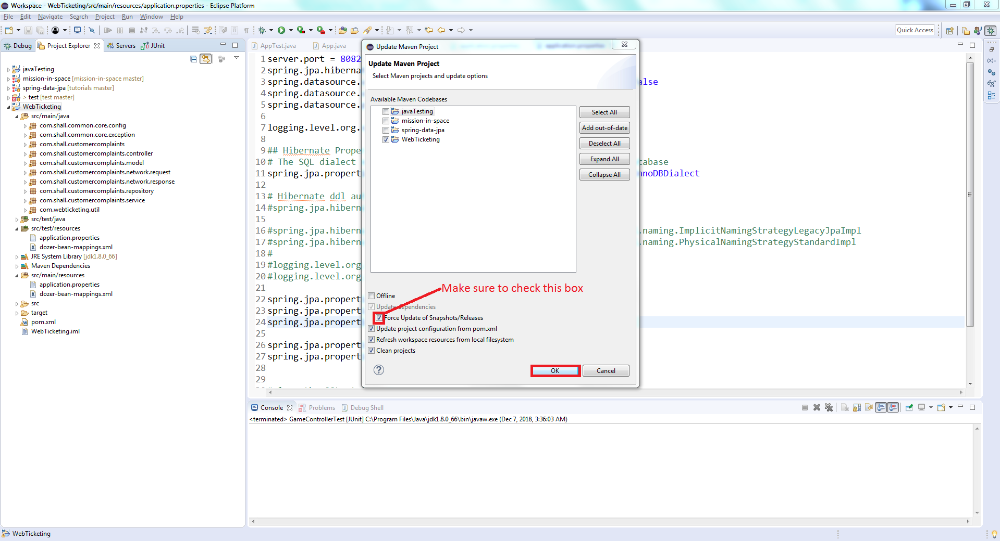 Workspace - WebTicketing/src/main/resources/application.properties - Eclipse Platform
File Edit Navigate Search Project Run Window Help
Quick Access
Debug Project Explorer Servers JUnit
javaTesting
mission-in-space [mission-in-space master]
spring-data-jpa [tutorials master]
> test [test master]
WebTicketing
src/main/java
com.shall.common.core.config
com.shall.common.core.exception
com.shall.customercomplaints
com.shall.customercomplaints.controller
com.shall.customercomplaints.model
com.shall.customercomplaints.network.request
com.shall.customercomplaints.network.response
com.shall.customercomplaints.repository
com.shall.customercomplaints.service
com.webticketing.util
src/test/java
src/test/resources
application.properties
dozer-bean-mappings.xml
JRE System Library [jdk1.8.0_66]
Maven Dependencies
src/main/resources
application.properties
dozer-bean-mappings.xml
src
target
pom.xml
WebTicketing.iml
AppTest.java App.java
1 server.port = 8082
2 spring.jpa.hiberna
3 spring.datasource. alse
4 spring.datasource.
5 spring.datasource.
6
7 logging.level.org.
8
9 ## Hibernate Prope
10 # The SQL dialect tabase
11 spring.jpa.propert nnoDBDialect
12
13 # Hibernate ddl au
14 #spring.jpa.hibern
15
16 #spring.jpa.hibern .naming.ImplicitNamingStrategyLegacyJpaImpl
17 #spring.jpa.hibern .naming.PhysicalNamingStrategyStandardImpl
18 #
19 #logging.level.org
20 #logging.level.org
21
22 spring.jpa.propert
23 spring.jpa.propert
24 spring.jpa.propert
25
26 spring.jpa.propert
27 spring.jpa.propert
28
29
Update Maven Project
Update Maven Project
Select Maven projects and update options
Available Maven Codebases
javaTesting
mission-in-space
spring-data-jpa
WebTicketing
Select All
Add out-of-date
Deselect All
Expand All
Collapse All
Make sure to check this box
Offline
Update dependencies
Force Update of Snapshots/Releases
Update project configuration from pom.xml
Refresh workspace resources from local filesystem
Clean projects
OK Cancel
Console Problems Debug Shell
<terminated> GameControllerTest [JUnit] C:\Program Files\Java\jdk1.8.0_66\bin\javaw.exe (Dec 7, 2018, 3:36:03 AM)
WebTicketing